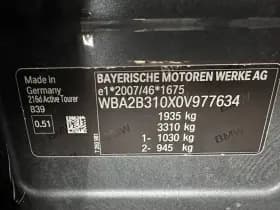 BAYERISCHE MOTOREN WERKE AG
e1*2007/46*1675
WBA2B310X0V977634
1935 kg
3310 kg
1- 1030 kg
2- 945 kg
Made in
Germany
216d Active Tourer
B39
0.51
BMW